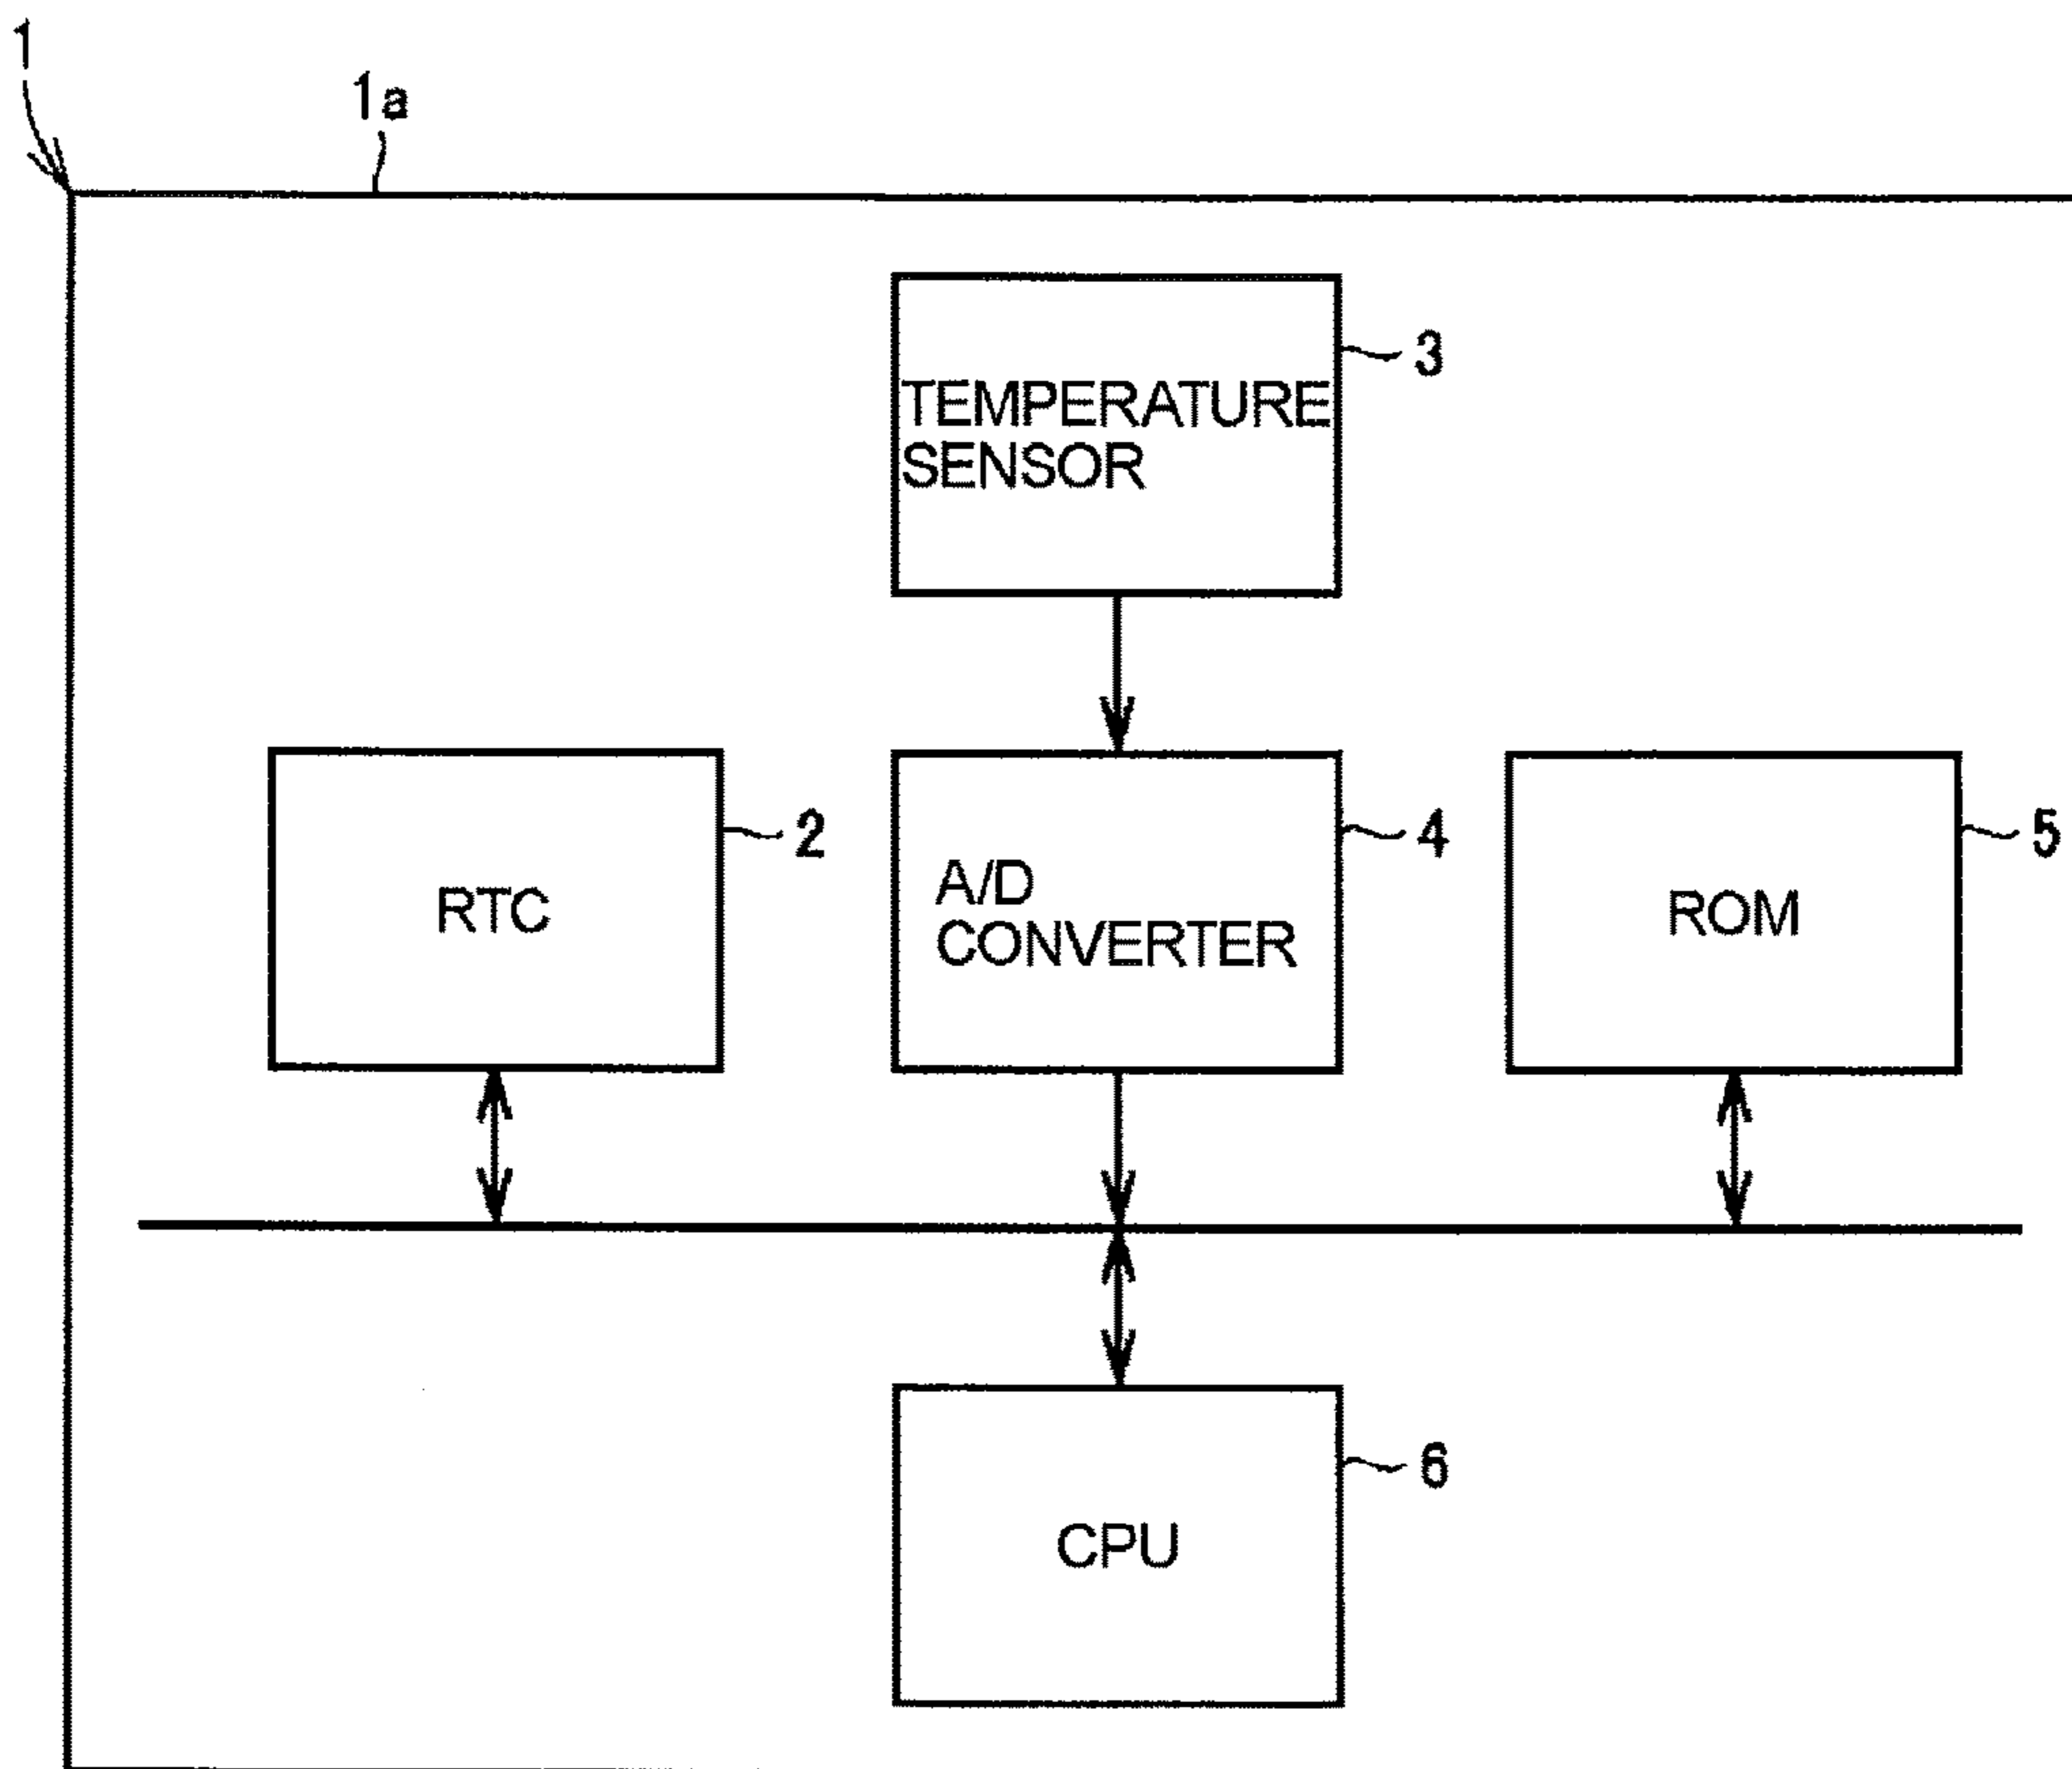 1
1a
TEMPERATURE
SENSOR
3
RTC
2
A/D
CONVERTER
4
ROM
5
CPU
6